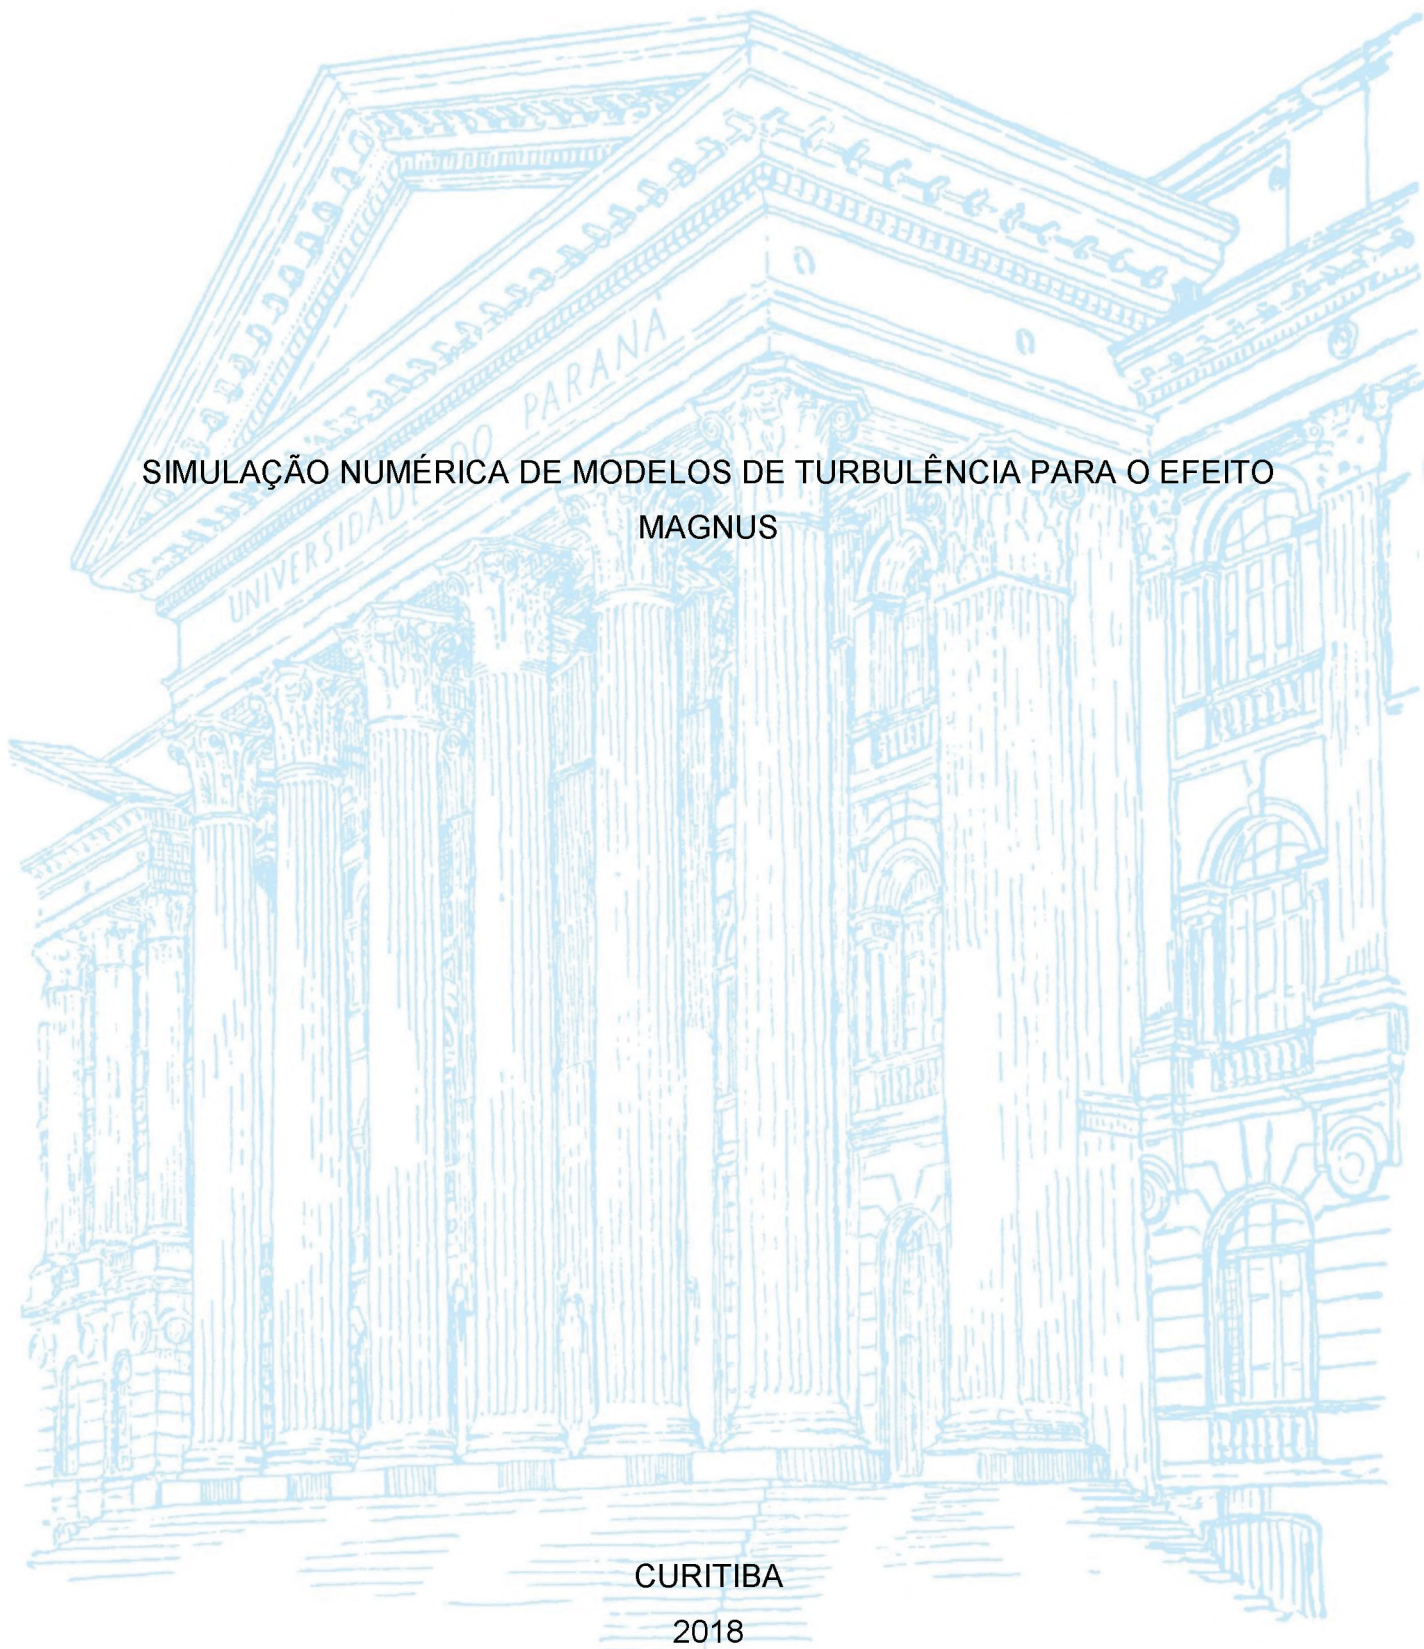 UNIVERSIDADE DO PARANÁ
SIMULAÇÃO NUMÉRICA DE MODELOS DE TURBULÊNCIA PARA O EFEITO
MAGNUS
CURITIBA
2018